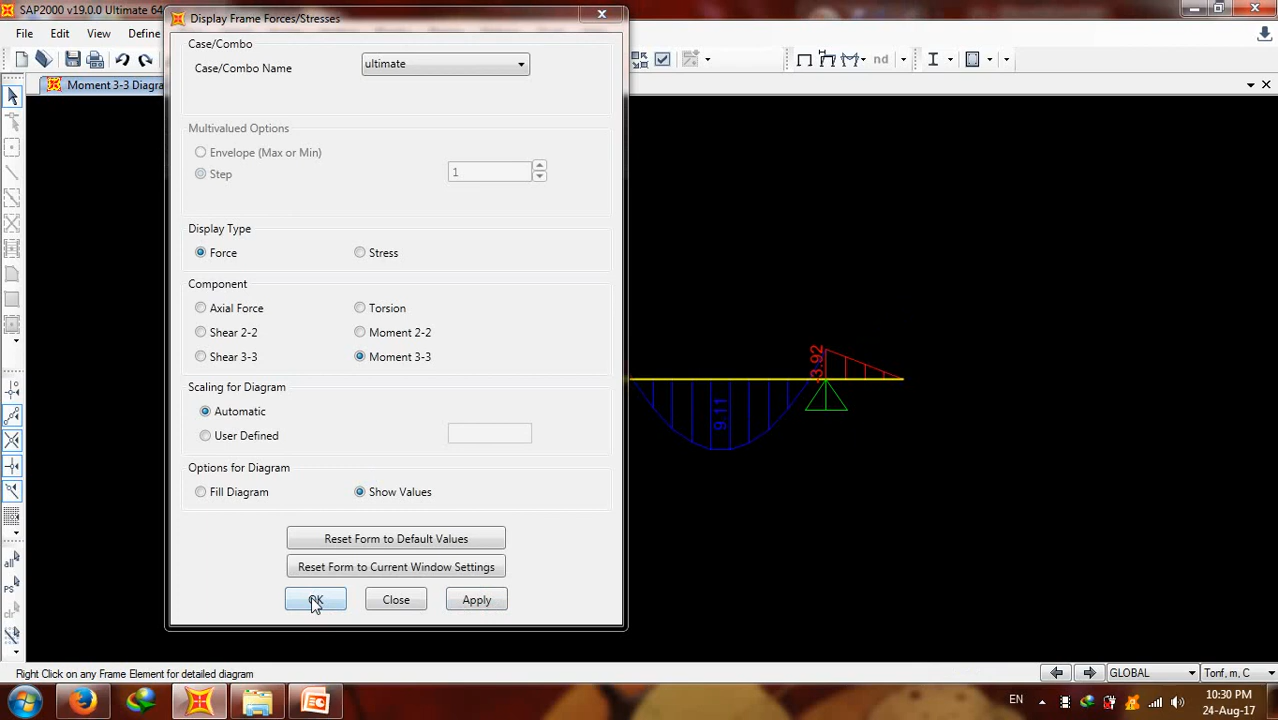 SAP2000 v19.0.0 Ultimate 64
Display Frame Forces/Stresses
File
Edit
View
Define
Case/Combo
Case/Combo Name
ultimate
nd
Moment 3-3 Diagra
Multivalued Options
Envelope (Max or Min)
Step
1
Display Type
Force
Stress
Component
Axial Force
Torsion
Shear 2-2
Moment 2-2
Shear 3-3
Moment 3-3
-3.92
9.11
Scaling for Diagram
Automatic
User Defined
Options for Diagram
Fill Diagram
Show Values
Reset Form to Default Values
Reset Form to Current Window Settings
OK
Close
Apply
all
PS
clr
Right Click on any Frame Element for detailed diagram
GLOBAL
Tonf, m, C
EN
10:30 PM
24-Aug-17